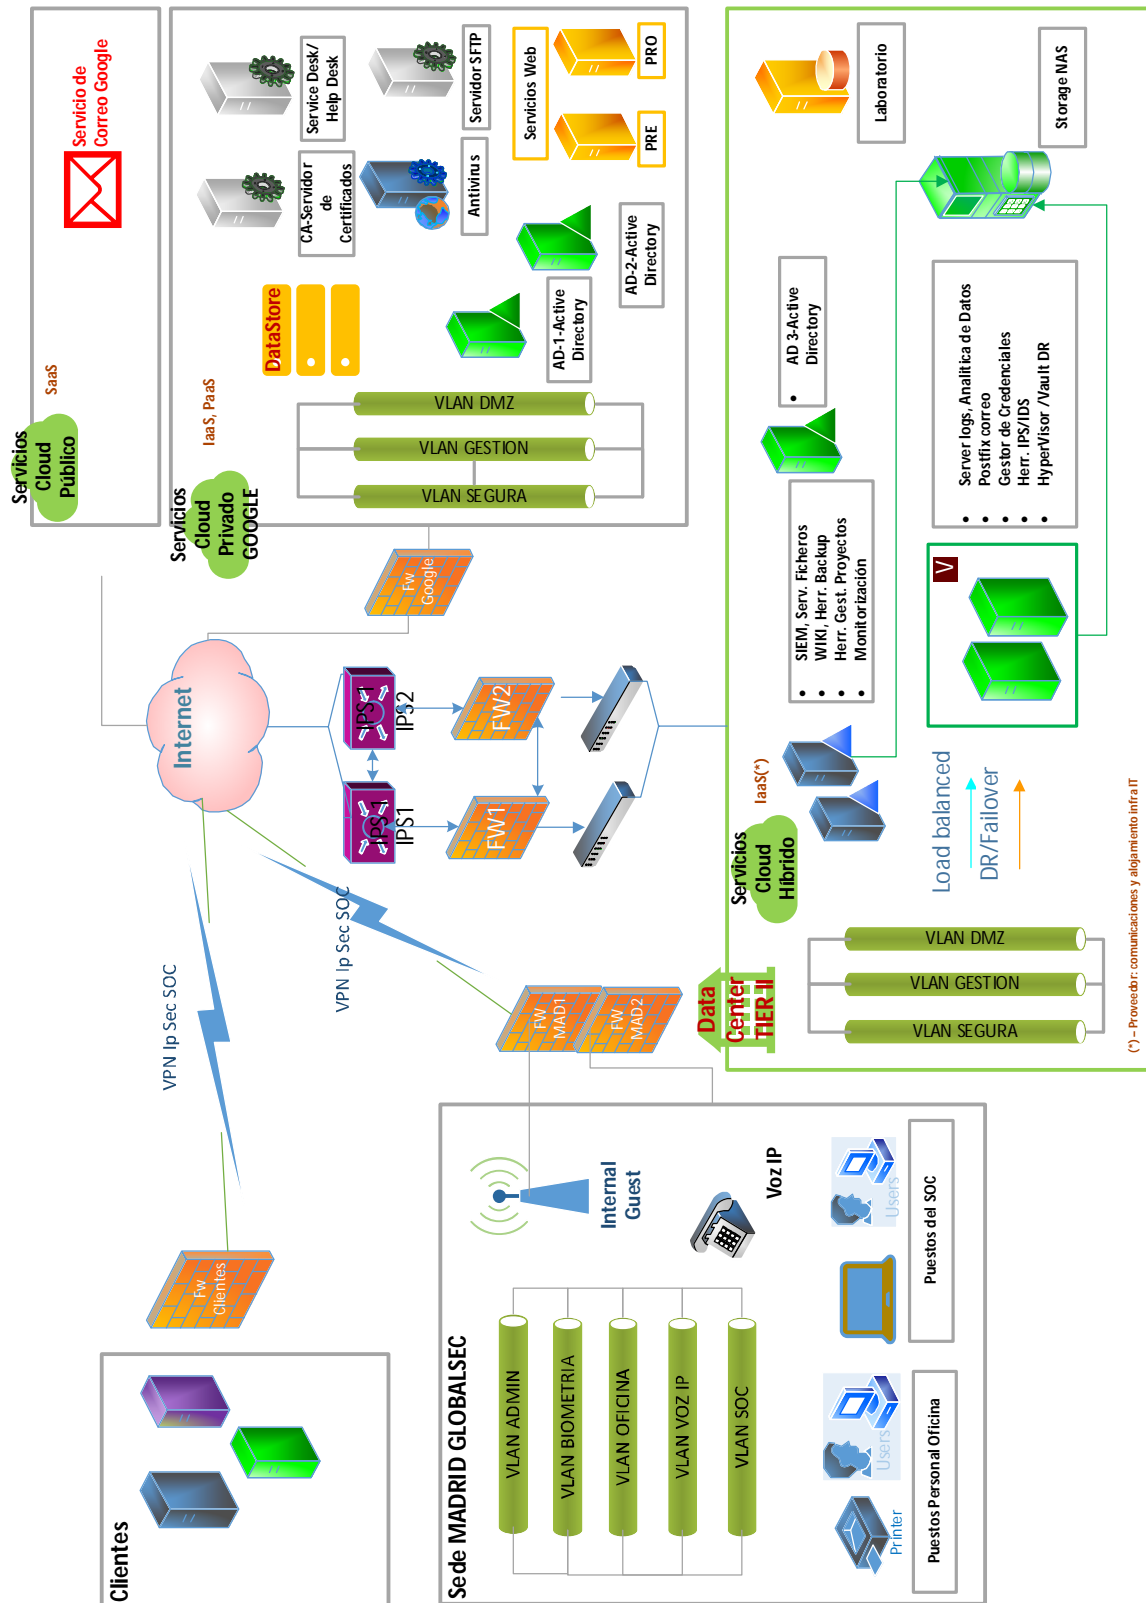 Servicios
Cloud
Público
SaaS
Servicio de
Correo Google
Servicios
Cloud
Privado
GOOGLE
IaaS, PaaS
DataStore
CA-Servidor
de
Certificados
Service Desk/
Help Desk
Antivirus
Servidor SFTP
Servicios Web
PRE
PRO
AD-1-Active
Directory
AD-2-Active
Directory
VLAN DMZ
VLAN GESTION
VLAN SEGURA
Internet
Fw
Google
IPS 1
IPS1
IPS 1
IPS2
FW1
FW2
VPN Ip Sec SOC
VPN Ip Sec SOC
Fw
Clientes
FW
MAD1
FW
MAD2
Clientes
Sede MADRID GLOBALSEC
VLAN ADMIN
VLAN BIOMETRIA
VLAN OFICINA
VLAN VOZ IP
VLAN SOC
Internal
Guest
Voz IP
Printer
Users
Users
Puestos Personal Oficina
Puestos del SOC
Data
Center
TIER II
Servicios
Cloud
Híbrido
IaaS(*)
VLAN DMZ
VLAN GESTION
VLAN SEGURA
Load balanced
DR/Failover
• SIEM, Serv. Ficheros
• WIKI, Herr. Backup
• Herr. Gest. Proyectos
• Monitorización
• AD 3-Active
Directory
V
• Server logs, Analítica de Datos
• Postfix correo
• Gestor de Credenciales
• Herr. IPS/IDS
• HyperVisor /Vault DR
Laboratorio
Storage NAS
(*) – Proveedor: comunicaciones y alojamiento infra IT